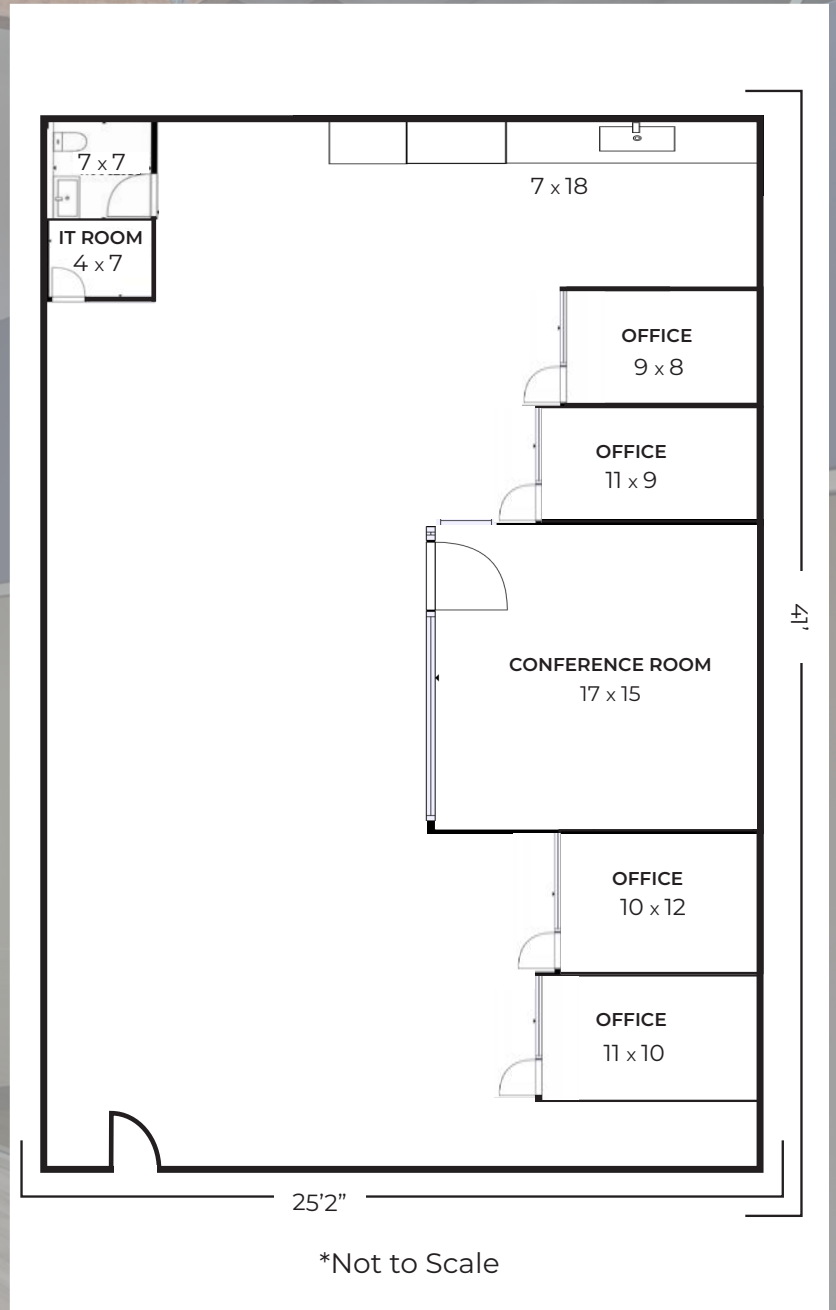 7 x 7
7 x 18
IT ROOM
4 x 7
OFFICE
9 x 8
OFFICE
11 x 9
41’
CONFERENCE ROOM
17 x 15
OFFICE
10 x 12
OFFICE
11 x 10
25’2”
*Not to Scale